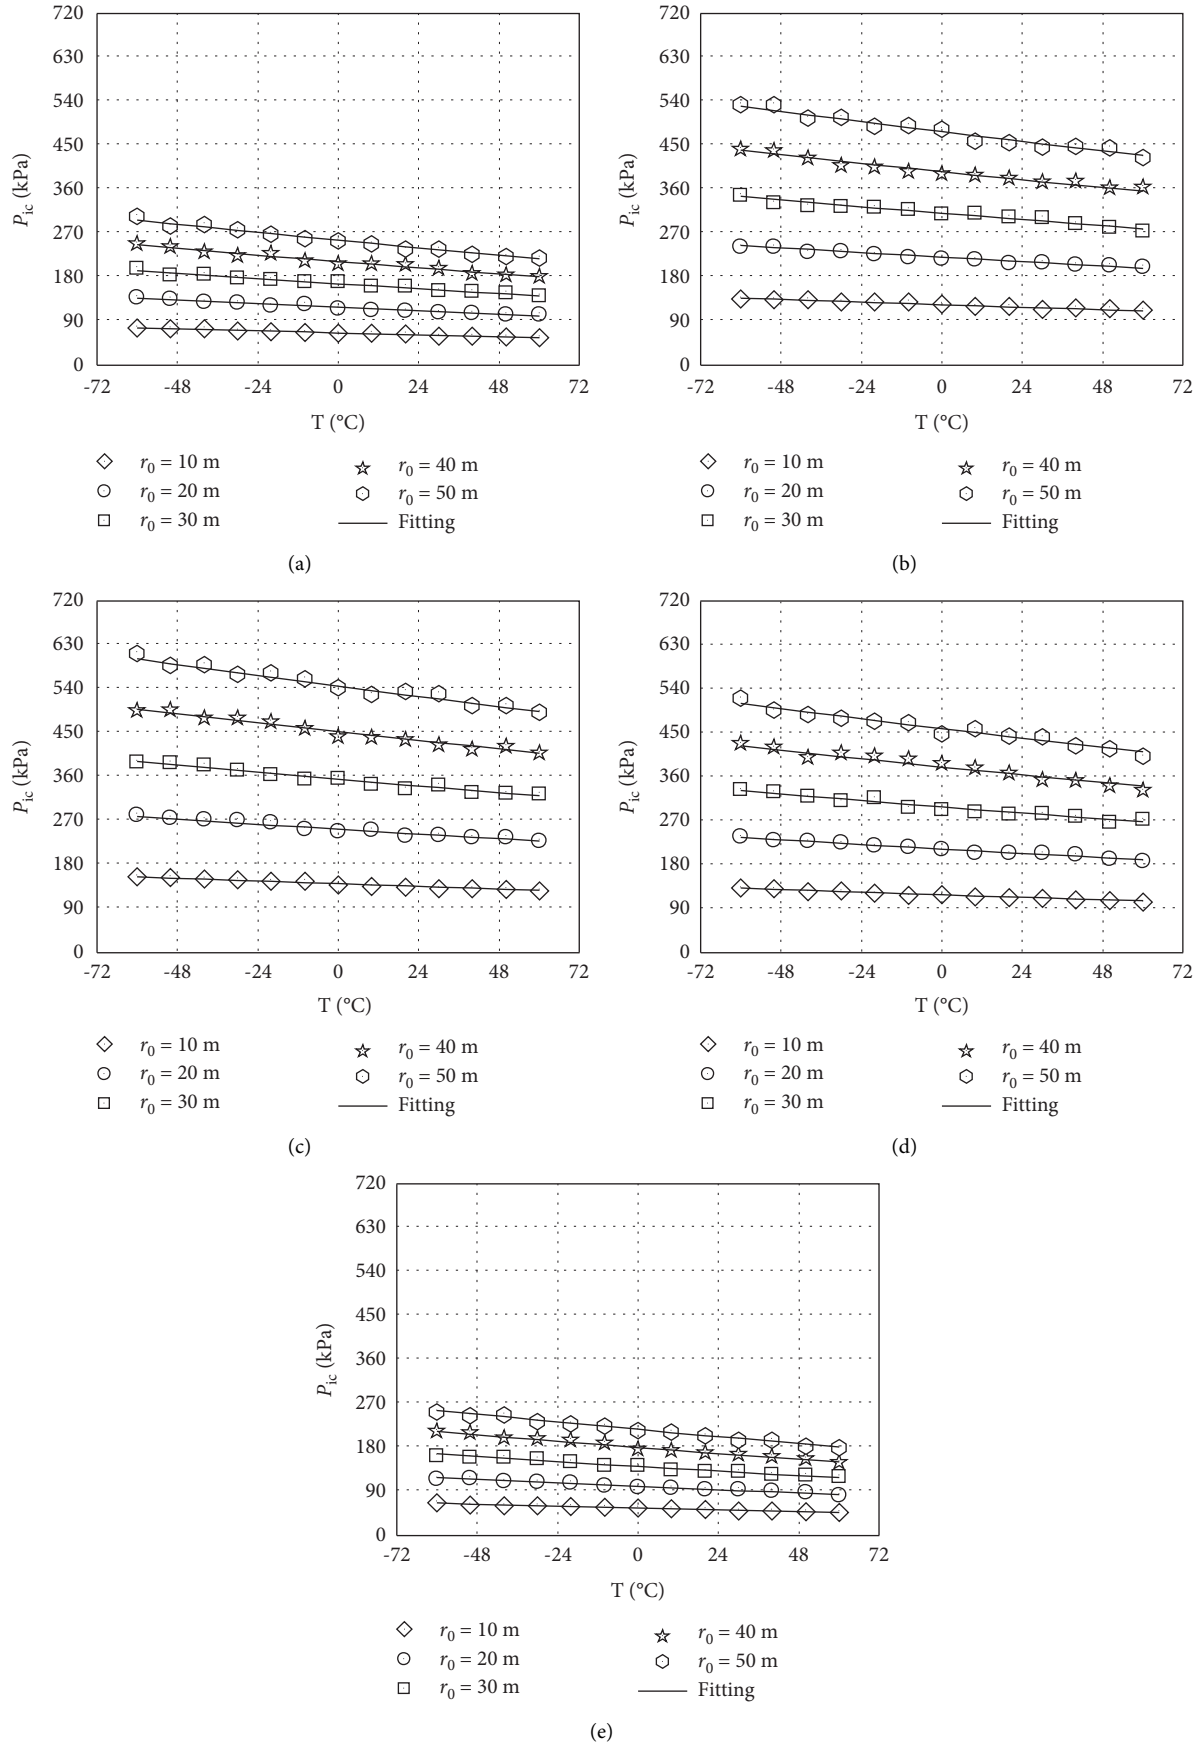 720
630
540
450
360
270
180
90
0
P_ic (kPa)
-72 -48 -24 0 24 48 72
T (°C)
r_0 = 10 m
r_0 = 20 m
r_0 = 30 m
r_0 = 40 m
r_0 = 50 m
Fitting
(a)
720
630
540
450
360
270
180
90
0
P_ic (kPa)
-72 -48 -24 0 24 48 72
T (°C)
r_0 = 10 m
r_0 = 20 m
r_0 = 30 m
r_0 = 40 m
r_0 = 50 m
Fitting
(b)
720
630
540
450
360
270
180
90
0
P_ic (kPa)
-72 -48 -24 0 24 48 72
T (°C)
r_0 = 10 m
r_0 = 20 m
r_0 = 30 m
r_0 = 40 m
r_0 = 50 m
Fitting
(c)
720
630
540
450
360
270
180
90
0
P_ic (kPa)
-72 -48 -24 0 24 48 72
T (°C)
r_0 = 10 m
r_0 = 20 m
r_0 = 30 m
r_0 = 40 m
r_0 = 50 m
Fitting
(d)
720
630
540
450
360
270
180
90
0
P_ic (kPa)
-72 -48 -24 0 24 48 72
T (°C)
r_0 = 10 m
r_0 = 20 m
r_0 = 30 m
r_0 = 40 m
r_0 = 50 m
Fitting
(e)